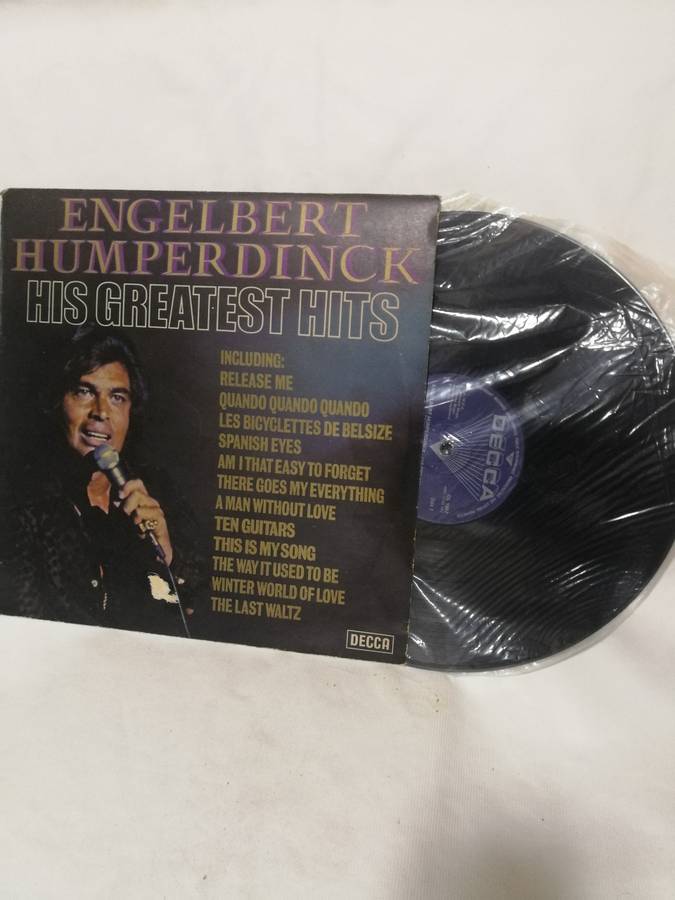 ENGELBERT
HUMPERDINCK
HIS GREATEST HITS
INCLUDING:
RELEASE ME
QUANDO QUANDO QUANDO
LES BICYCLETTES DE BELSIZE
SPANISH EYES
AM I THAT EASY TO FORGET
THERE GOES MY EVERYTHING
A MAN WITHOUT LOVE
TEN GUITARS
THIS IS MY SONG
THE WAY IT USED TO BE
WINTER WORLD OF LOVE
THE LAST WALTZ
DECCA
DECCA